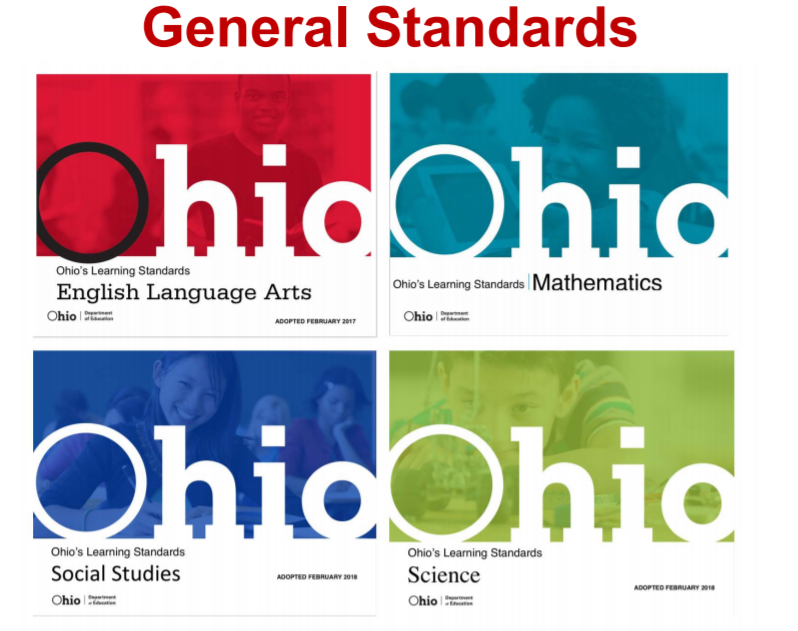 General Standards
Ohio
Ohio's Learning Standards
English Language Arts
Ohio | Department of Education
ADOPTED FEBRUARY 2017
Ohio
Ohio's Learning Standards | Mathematics
Ohio | Department of Education
Ohio
Ohio's Learning Standards
Social Studies
ADOPTED FEBRUARY 2018
Ohio | Department of Education
Ohio
Ohio's Learning Standards
Science
ADOPTED FEBRUARY 2018
Ohio | Department of Education